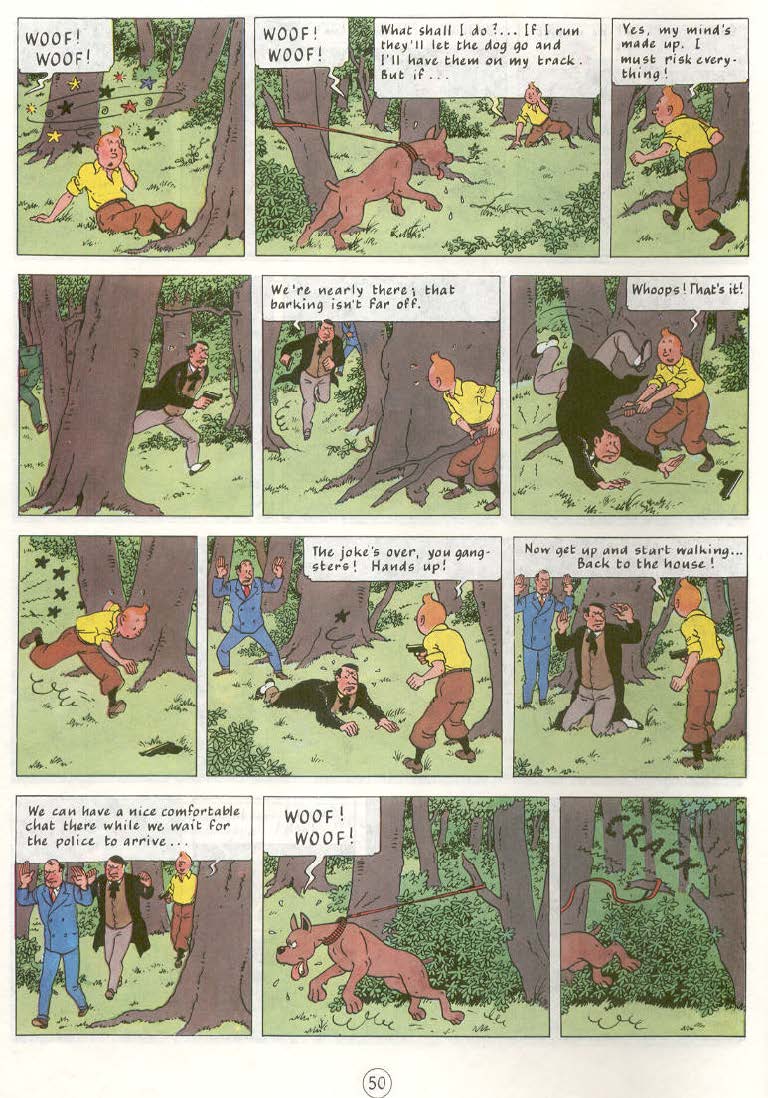 WOOF!
WOOF!
WOOF!
WOOF!
What shall I do?... If I run
they'll let the dog go and
I'll have them on my track.
But if...
Yes, my mind's
made up. I
must risk every-
thing!
We're nearly there; that
barking isn't far off.
Whoops! That's it!
The joke's over, you gang-
sters! Hands up!
Now get up and start walking...
Back to the house!
We can have a nice comfortable
chat there while we wait for
the police to arrive...
WOOF!
WOOF!
CRACK
50